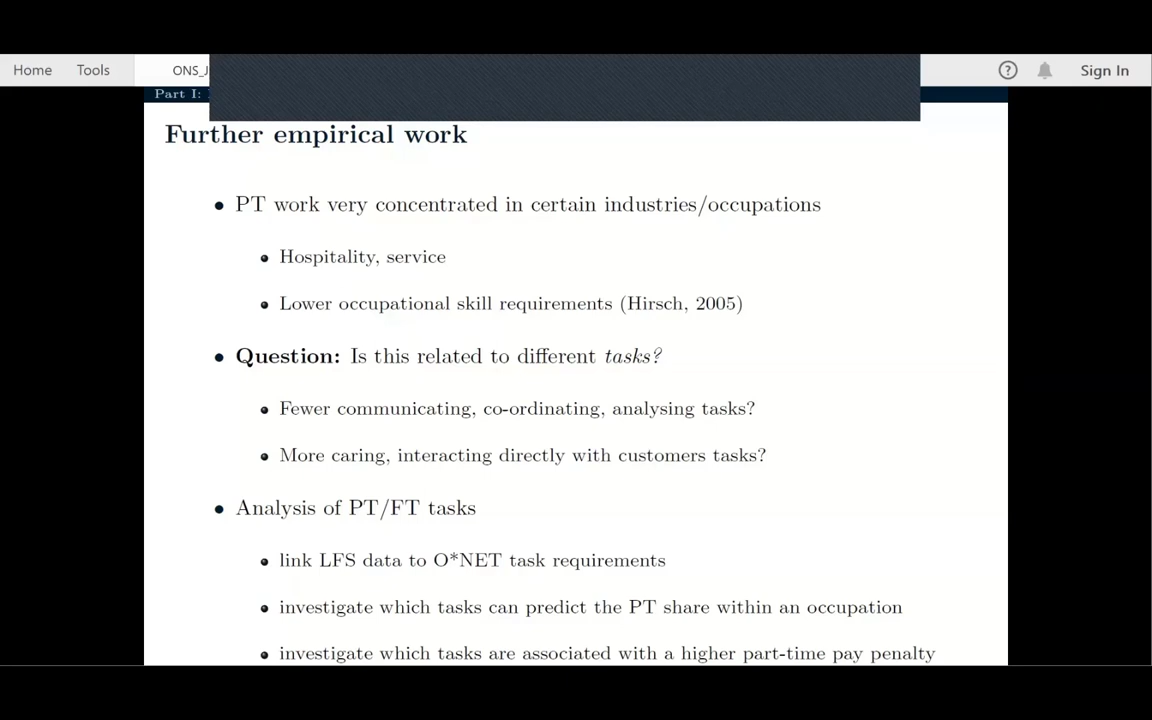 Home Tools ONS_J Sign In
Part I:
Further empirical work
• PT work very concentrated in certain industries/occupations
• Hospitality, service
• Lower occupational skill requirements (Hirsch, 2005)
• Question: Is this related to different tasks?
• Fewer communicating, co-ordinating, analysing tasks?
• More caring, interacting directly with customers tasks?
• Analysis of PT/FT tasks
• link LFS data to O*NET task requirements
• investigate which tasks can predict the PT share within an occupation
• investigate which tasks are associated with a higher part-time pay penalty